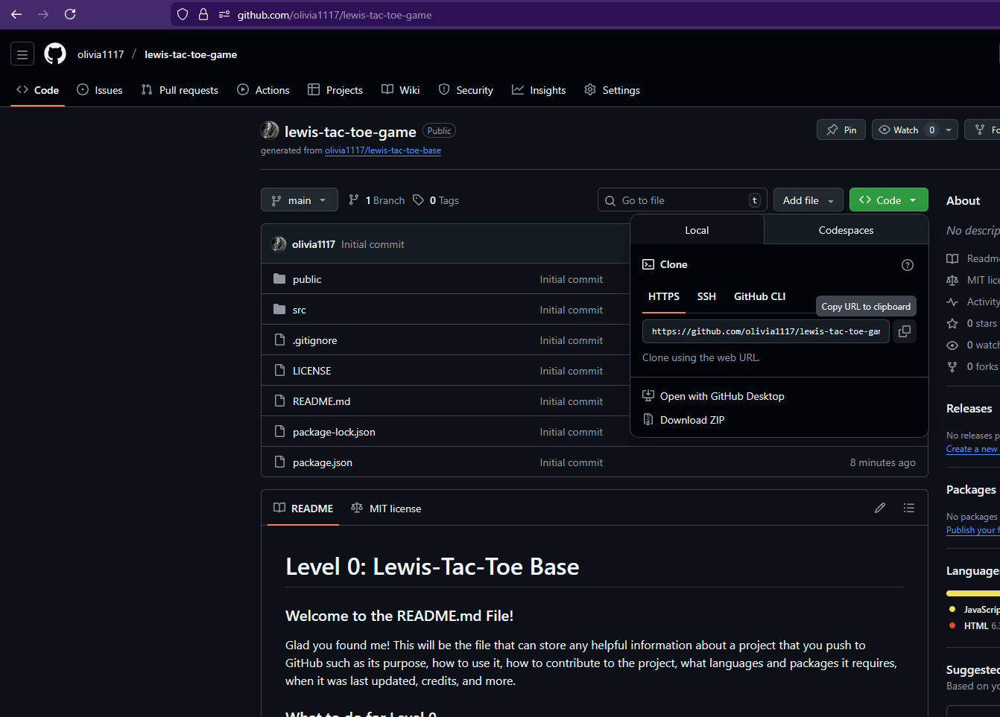 github.com/olivia1117/lewis-tac-toe-game
olivia1117 / lewis-tac-toe-game
Code Issues Pull requests Actions Projects Wiki Security Insights Settings
lewis-tac-toe-game Public
Pin Watch 0 Fo
generated from olivia1117/lewis-tac-toe-base
main 1 Branch 0 Tags Go to file t Add file Code
About
Local Codespaces
No descrip
olivia1117 Initial commit
Clone
Readme
public Initial commit
MIT lice
HTTPS SSH GitHub CLI
Activity
Copy URL to clipboard
src Initial commit
0 stars
https://github.com/olivia1117/lewis-tac-toe-gar
.gitignore Initial commit
0 watch
Clone using the web URL.
0 forks
LICENSE Initial commit
Open with GitHub Desktop
README.md Initial commit
Releases
Download ZIP
package-lock.json Initial commit
No releases p
Create a new
package.json Initial commit 8 minutes ago
Packages
README MIT license
No packages
Publish your f
Level 0: Lewis-Tac-Toe Base
Language
JavaScrip
Welcome to the README.md File!
HTML 6.3
Glad you found me! This will be the file that can store any helpful information about a project that you push to
GitHub such as its purpose, how to use it, how to contribute to the project, what languages and packages it requires,
when it was last updated, credits, and more.
Suggested
Based on yo
What to do for Level 0